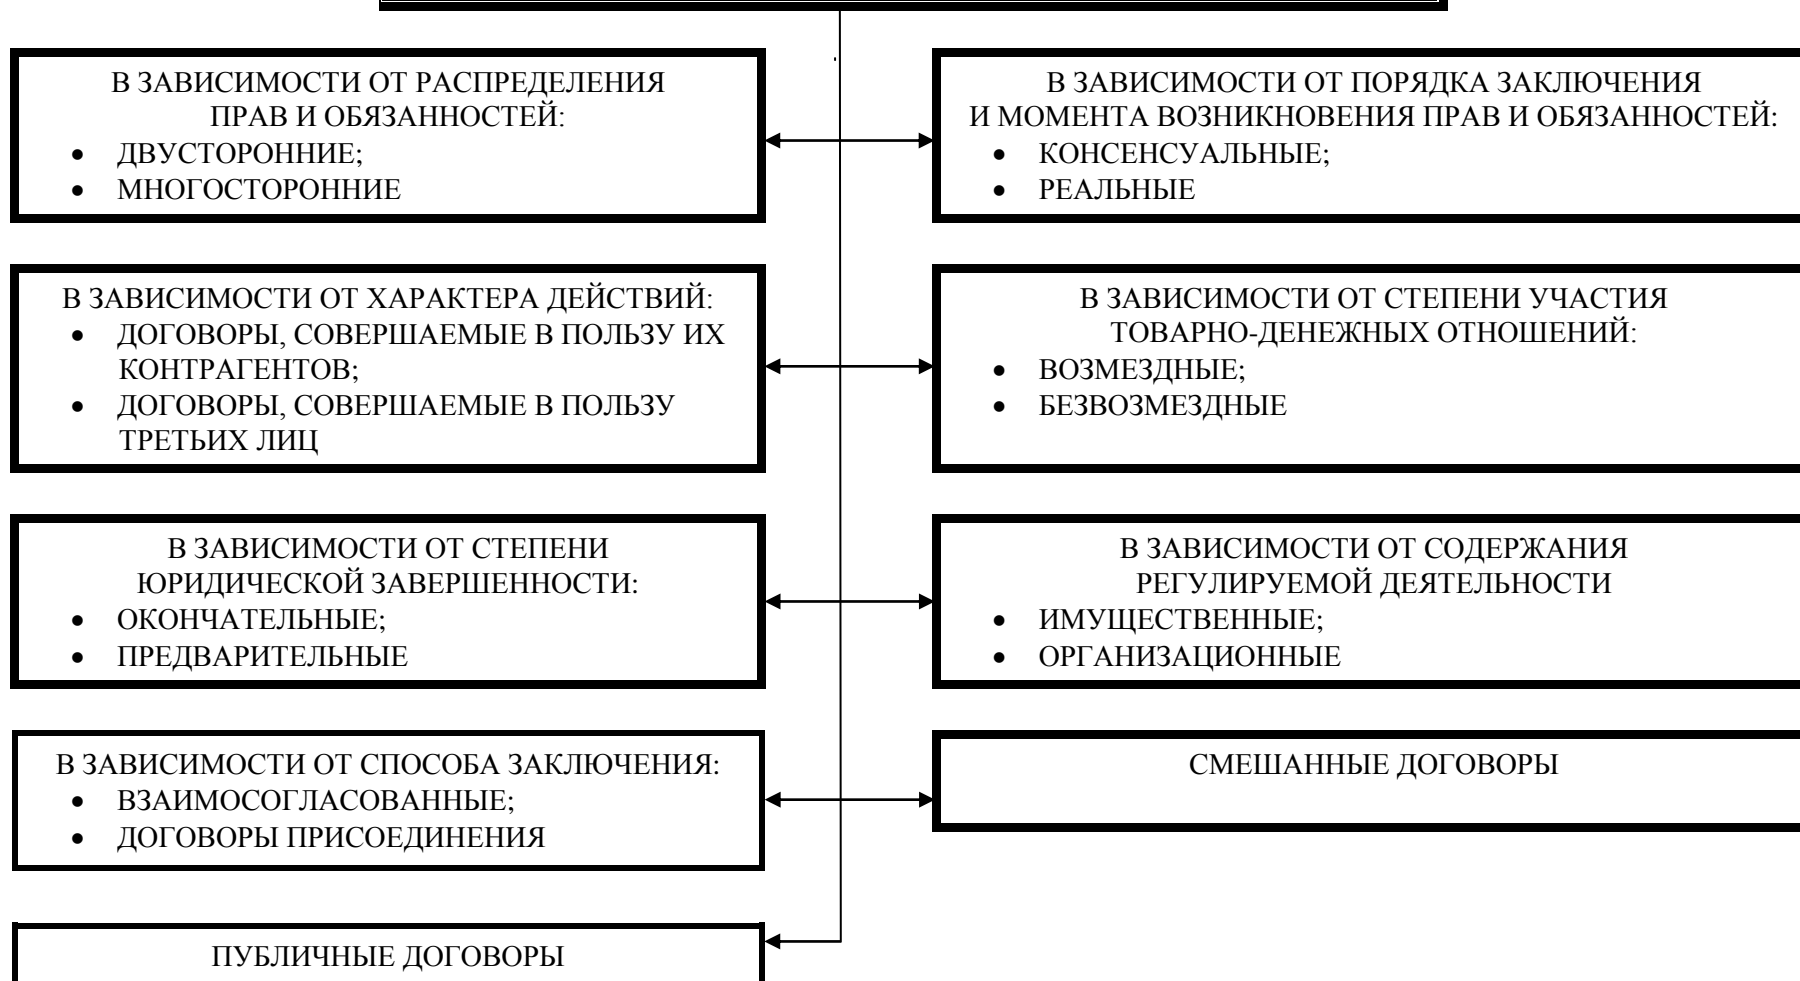 В ЗАВИСИМОСТИ ОТ РАСПРЕДЕЛЕНИЯ
ПРАВ И ОБЯЗАННОСТЕЙ:
• ДВУСТОРОННИЕ;
• МНОГОСТОРОННИЕ
В ЗАВИСИМОСТИ ОТ ПОРЯДКА ЗАКЛЮЧЕНИЯ
И МОМЕНТА ВОЗНИКНОВЕНИЯ ПРАВ И ОБЯЗАННОСТЕЙ:
• КОНСЕНСУАЛЬНЫЕ;
• РЕАЛЬНЫЕ
В ЗАВИСИМОСТИ ОТ ХАРАКТЕРА ДЕЙСТВИЙ:
• ДОГОВОРЫ, СОВЕРШАЕМЫЕ В ПОЛЬЗУ ИХ
КОНТРАГЕНТОВ;
• ДОГОВОРЫ, СОВЕРШАЕМЫЕ В ПОЛЬЗУ
ТРЕТЬИХ ЛИЦ
В ЗАВИСИМОСТИ ОТ СТЕПЕНИ УЧАСТИЯ
ТОВАРНО-ДЕНЕЖНЫХ ОТНОШЕНИЙ:
• ВОЗМЕЗДНЫЕ;
• БЕЗВОЗМЕЗДНЫЕ
В ЗАВИСИМОСТИ ОТ СТЕПЕНИ
ЮРИДИЧЕСКОЙ ЗАВЕРШЕННОСТИ:
• ОКОНЧАТЕЛЬНЫЕ;
• ПРЕДВАРИТЕЛЬНЫЕ
В ЗАВИСИМОСТИ ОТ СОДЕРЖАНИЯ
РЕГУЛИРУЕМОЙ ДЕЯТЕЛЬНОСТИ
• ИМУЩЕСТВЕННЫЕ;
• ОРГАНИЗАЦИОННЫЕ
В ЗАВИСИМОСТИ ОТ СПОСОБА ЗАКЛЮЧЕНИЯ:
• ВЗАИМОСОГЛАСОВАННЫЕ;
• ДОГОВОРЫ ПРИСОЕДИНЕНИЯ
СМЕШАННЫЕ ДОГОВОРЫ
ПУБЛИЧНЫЕ ДОГОВОРЫ